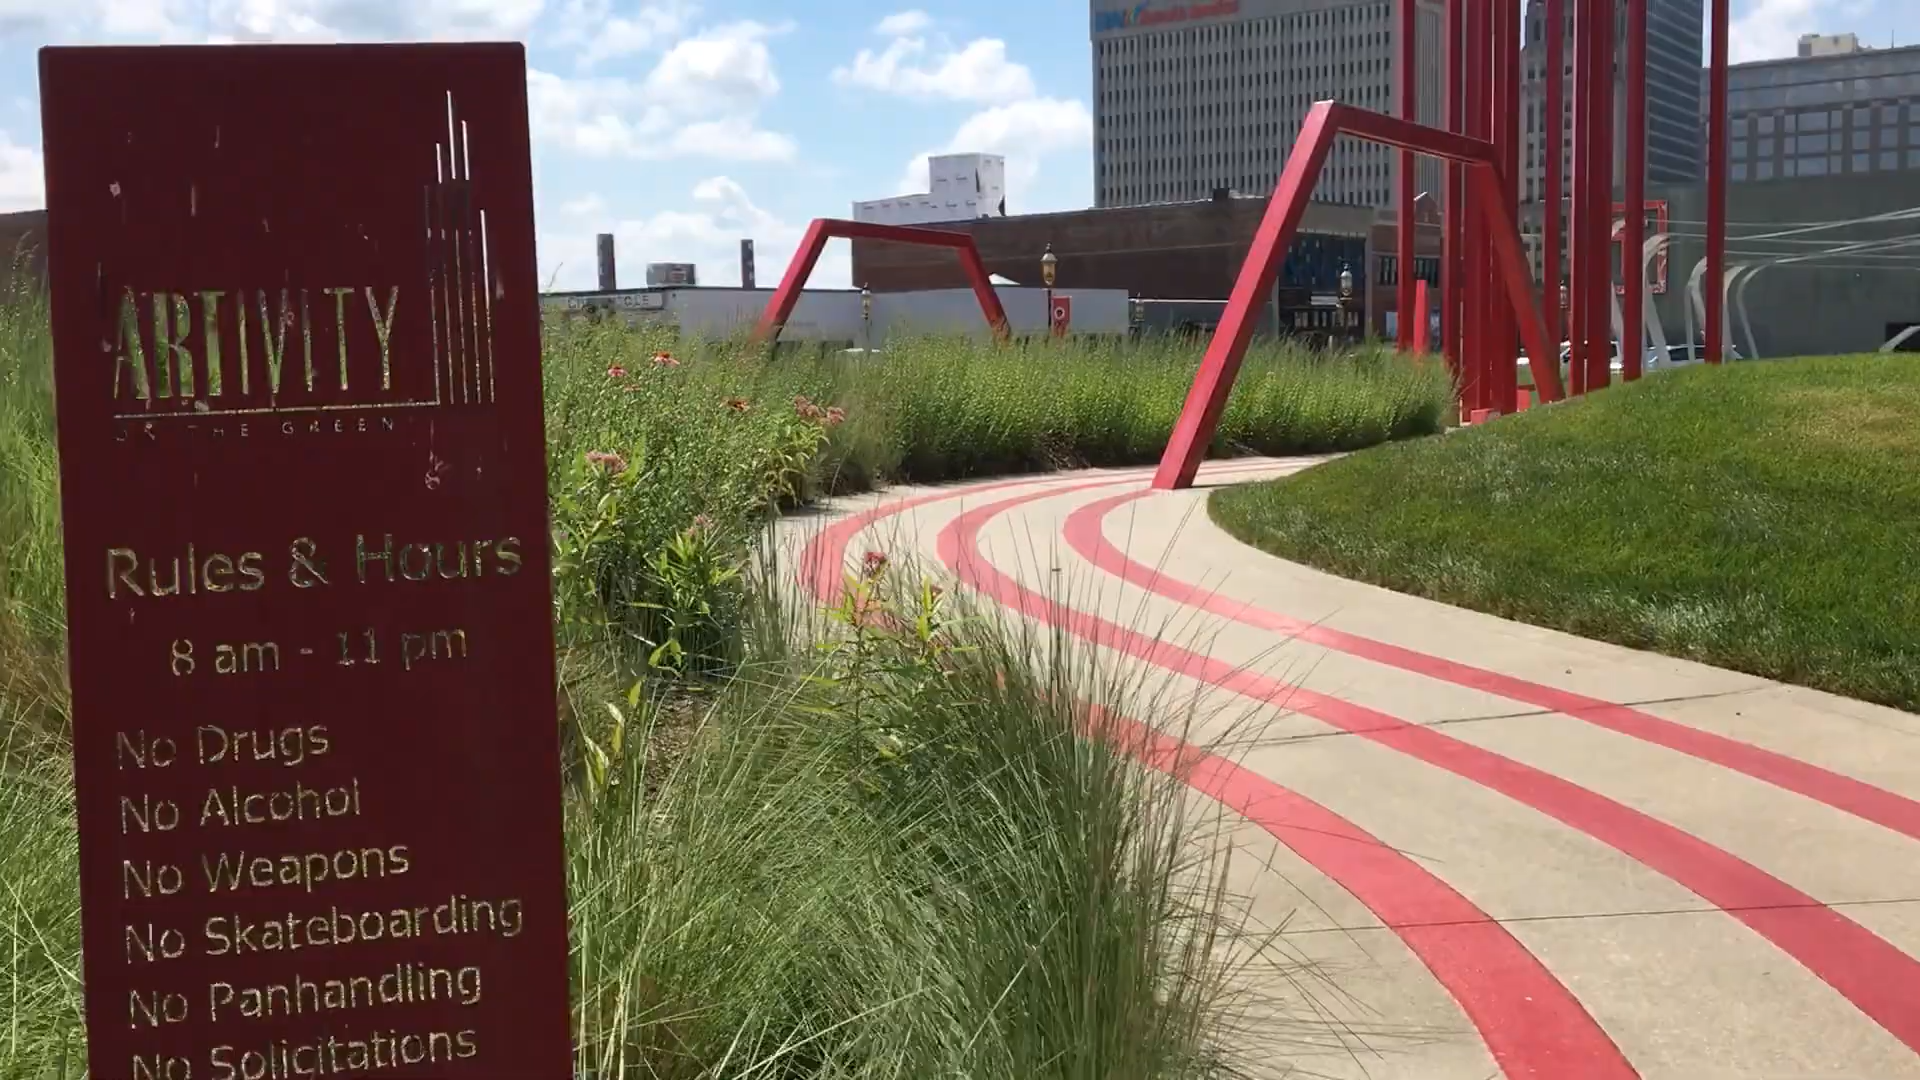 ARTIVITY
ON THE GREEN
Rules & Hours
8 am - 11 pm
No Drugs
No Alcohol
No Weapons
No Skateboarding
No Panhandling
No Solicitations